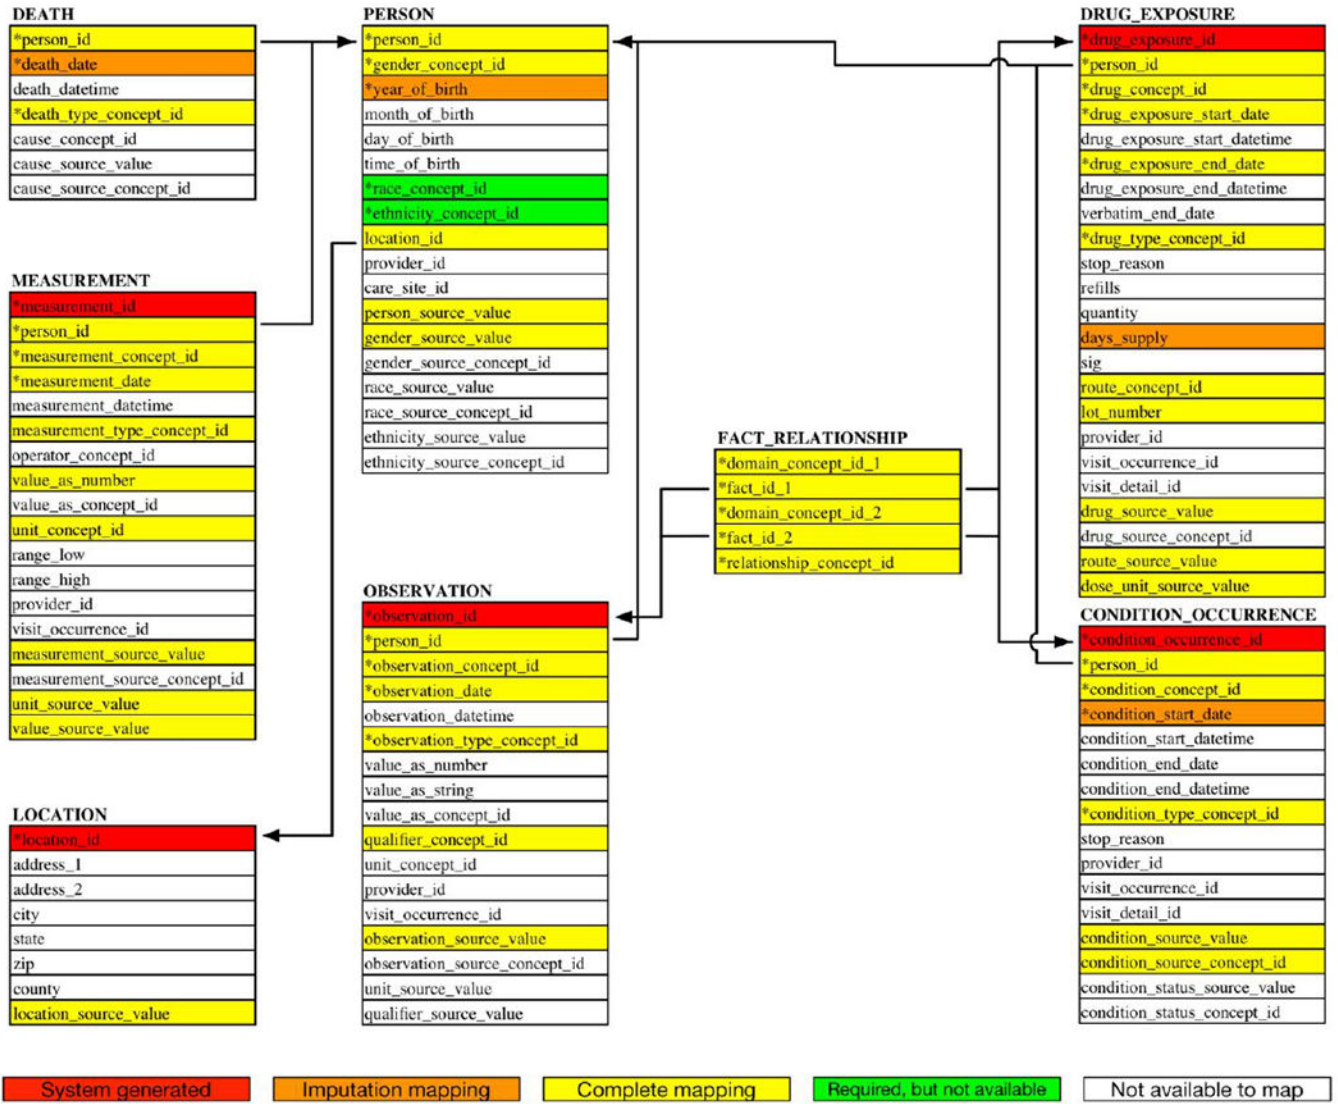 DEATH
*person_id
*death_date
death_datetime
*death_type_concept_id
cause_concept_id
cause_source_value
cause_source_concept_id
MEASUREMENT
*measurement_id
*person_id
*measurement_concept_id
*measurement_date
measurement_datetime
measurement_type_concept_id
operator_concept_id
value_as_number
value_as_concept_id
unit_concept_id
range_low
range_high
provider_id
visit_occurrence_id
measurement_source_value
measurement_source_concept_id
unit_source_value
value_source_value
LOCATION
*location_id
address_1
address_2
city
state
zip
county
location_source_value
PERSON
*person_id
*gender_concept_id
*year_of_birth
month_of_birth
day_of_birth
time_of_birth
*race_concept_id
*ethnicity_concept_id
location_id
provider_id
care_site_id
person_source_value
gender_source_value
gender_source_concept_id
race_source_value
race_source_concept_id
ethnicity_source_value
ethnicity_source_concept_id
OBSERVATION
*observation_id
*person_id
*observation_concept_id
*observation_date
observation_datetime
*observation_type_concept_id
value_as_number
value_as_string
value_as_concept_id
qualifier_concept_id
unit_concept_id
provider_id
visit_occurrence_id
observation_source_value
observation_source_concept_id
unit_source_value
qualifier_source_value
FACT_RELATIONSHIP
*domain_concept_id_1
*fact_id_1
*domain_concept_id_2
*fact_id_2
*relationship_concept_id
DRUG_EXPOSURE
*drug_exposure_id
*person_id
*drug_concept_id
*drug_exposure_start_date
drug_exposure_start_datetime
*drug_exposure_end_date
drug_exposure_end_datetime
verbatim_end_date
*drug_type_concept_id
stop_reason
refills
quantity
days_supply
sig
route_concept_id
lot_number
provider_id
visit_occurrence_id
visit_detail_id
drug_source_value
drug_source_concept_id
route_source_value
dose_unit_source_value
CONDITION_OCCURRENCE
*condition_occurrence_id
*person_id
*condition_concept_id
*condition_start_date
condition_start_datetime
condition_end_date
condition_end_datetime
*condition_type_concept_id
stop_reason
provider_id
visit_occurrence_id
visit_detail_id
condition_source_value
condition_source_concept_id
condition_status_source_value
condition_status_concept_id
System generated
Imputation mapping
Complete mapping
Required, but not available
Not available to map